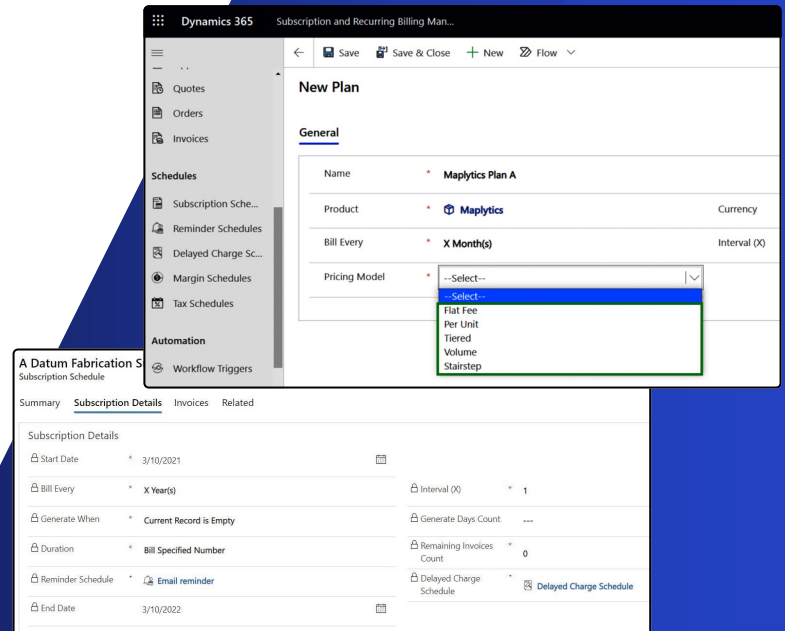 Dynamics 365 Subscription and Recurring Billing Man...
Save Save & Close New Flow
Quotes
Orders
Invoices
Schedules
Subscription Sche...
Reminder Schedules
Delayed Charge Sc...
Margin Schedules
Tax Schedules
Automation
Workflow Triggers
New Plan
General
Name * Maplytics Plan A
Product * Maplytics Currency
Bill Every * X Month(s) Interval (X)
Pricing Model * --Select--
--Select--
Flat Fee
Per Unit
Tiered
Volume
Stairstep
A Datum Fabrication S
Subscription Schedule
Summary Subscription Details Invoices Related
Subscription Details
Start Date * 3/10/2021
Bill Every * X Year(s) Interval (X) * 1
Generate When * Current Record is Empty Generate Days Count ---
Duration * Bill Specified Number Remaining Invoices * 0
Count
Reminder Schedule * Email reminder Delayed Charge * Delayed Charge Schedule
Schedule
End Date 3/10/2022